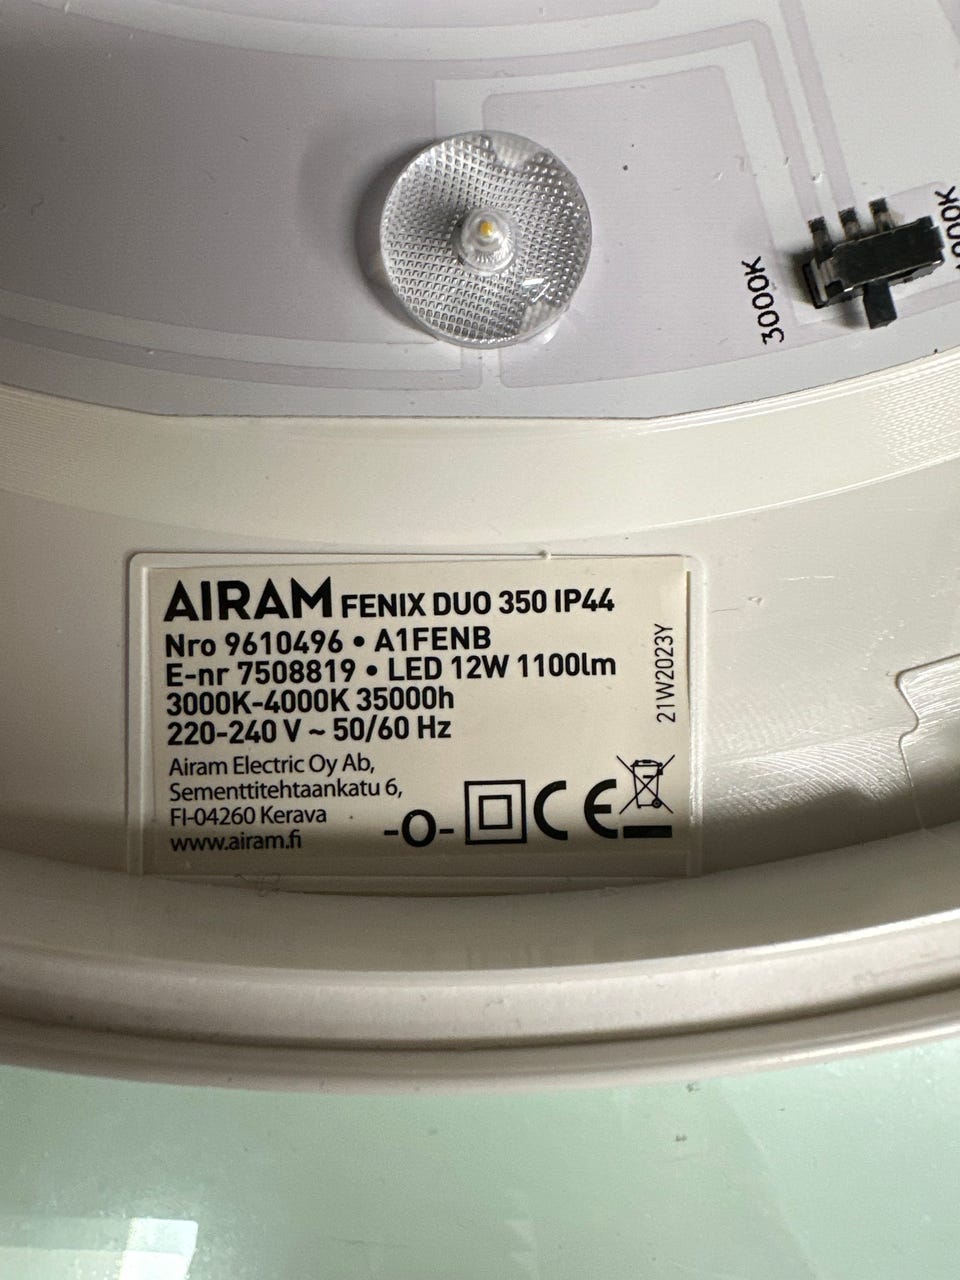 3000K
AIRAM FENIX DUO 350 IP44
Nro 9610496 • A1FENB
E-nr 7508819 • LED 12W 1100lm
3000K-4000K 35000h
220-240 V ~ 50/60 Hz
Airam Electric Oy Ab,
Sementtitehtaankatu 6,
FI-04260 Kerava
www.airam.fi
-O-
CE
21W2023Y